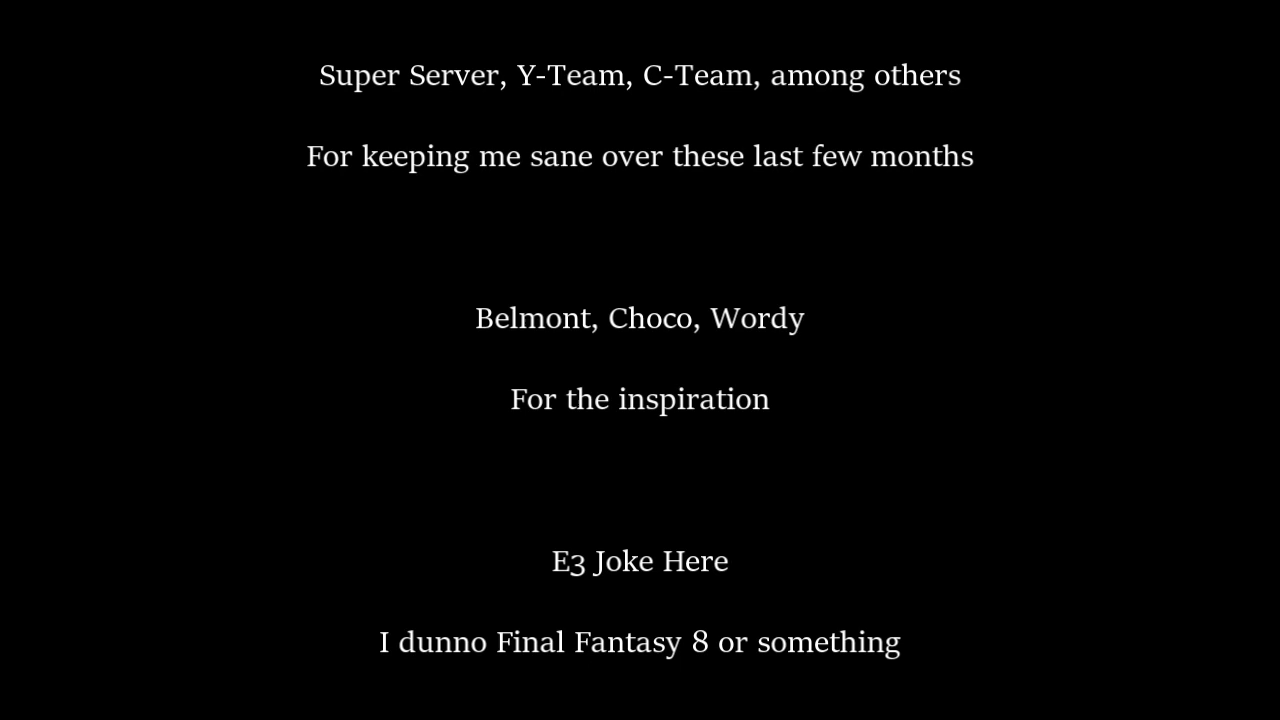 Super Server, Y-Team, C-Team, among others
For keeping me sane over these last few months
Belmont, Choco, Wordy
For the inspiration
E3 Joke Here
I dunno Final Fantasy 8 or something